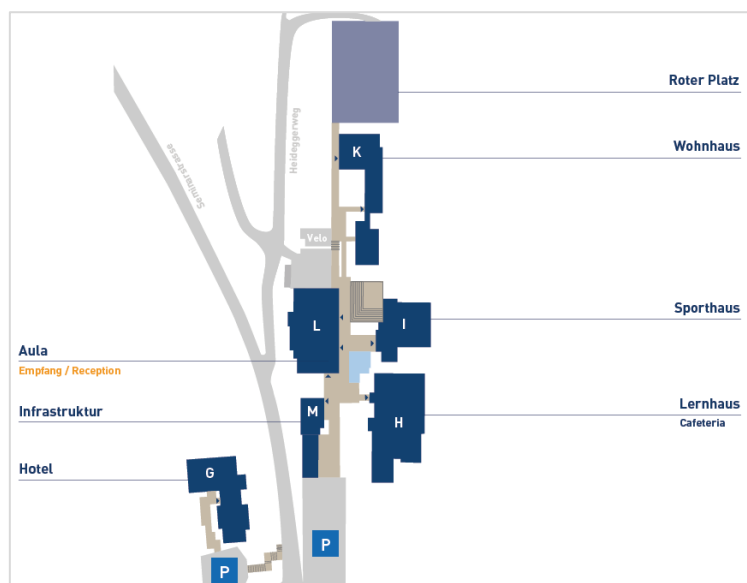 Roter Platz
K
Wohnhaus
Heideggerweg
Seminarstrasse
Velo
L
I
Sporthaus
Aula
Empfang / Reception
M
Infrastruktur
H
Lernhaus
Cafeteria
Hotel
G
P
P